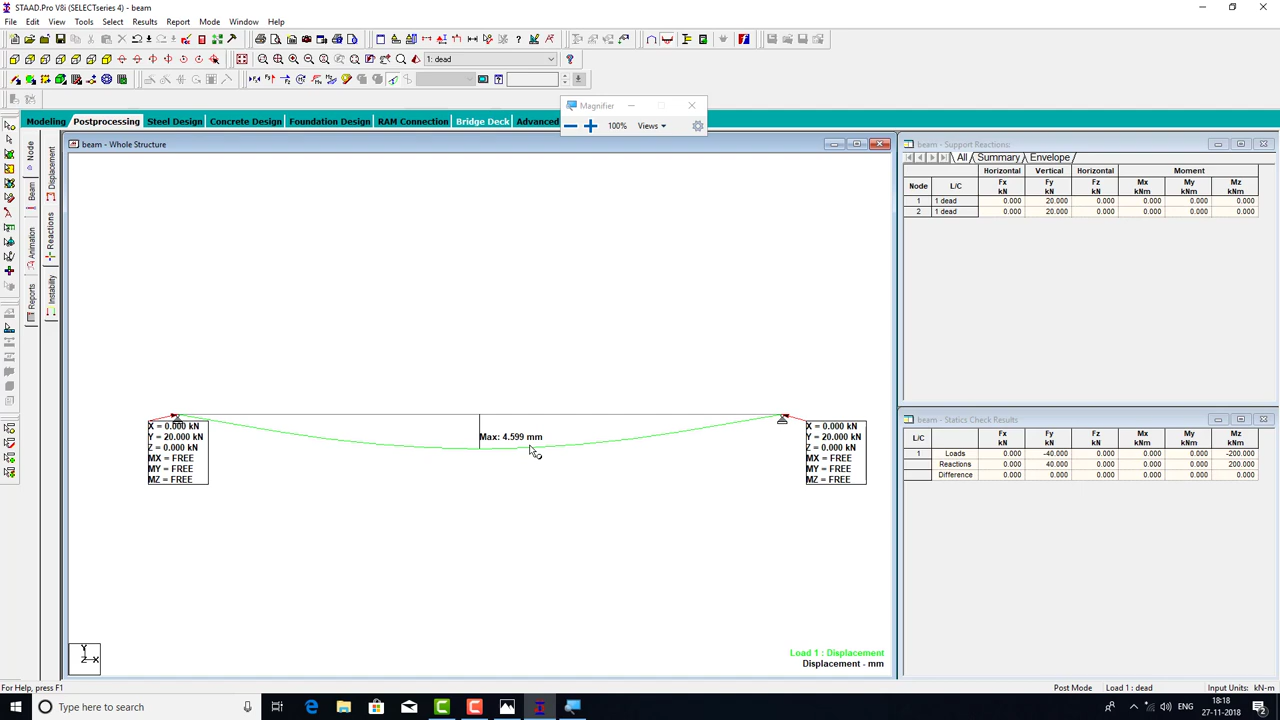 STAAD.Pro V8i (SELECTseries 4) - beam
File Edit View Tools Select Results Report Mode Window Help
1: dead
Magnifier
100% Views
Modeling Postprocessing Steel Design Concrete Design Foundation Design RAM Connection Bridge Deck Advanced
Node
Beam
Animation
Reports
Displacement
Reactions
Instability
beam - Whole Structure
Max: 4.599 mm
X = 0.000 kN
Y = 20.000 kN
Z = 0.000 kN
MX = FREE
MY = FREE
MZ = FREE
X = 0.000 kN
Y = 20.000 kN
Z = 0.000 kN
MX = FREE
MY = FREE
MZ = FREE
Y
Z X
Load 1 : Displacement
Displacement - mm
beam - Support Reactions:
All Summary Envelope
Horizontal Vertical Horizontal Moment
Node L/C Fx kN Fy kN Fz kN Mx kNm My kNm Mz kNm
1 1 dead 0.000 20.000 0.000 0.000 0.000 0.000
2 1 dead 0.000 20.000 0.000 0.000 0.000 0.000
beam - Statics Check Results
L/C Fx kN Fy kN Fz kN Mx kNm My kNm Mz kNm
1 Loads 0.000 -40.000 0.000 0.000 0.000 -200.000
Reactions 0.000 40.000 0.000 0.000 0.000 200.000
Difference 0.000 0.000 0.000 0.000 0.000 0.000
For Help, press F1
Post Mode Load 1 : dead Input Units: kN-m
Type here to search
ENG
18:18
27-11-2018